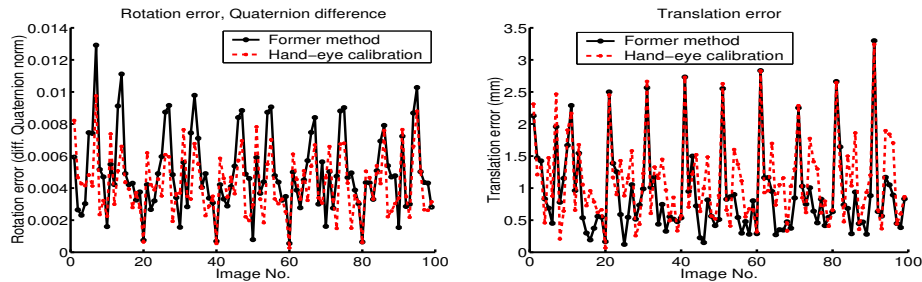 Rotation error, Quaternion difference
Rotation error (diff. Quaternion norm)
0.014
0.012
0.01
0.008
0.006
0.004
0.002
0
Former method
Hand-eye calibration
0 20 40 60 80 100
Image No.
Translation error
Translation error (mm)
3.5
3
2.5
2
1.5
1
0.5
0
Former method
Hand-eye calibration
0 20 40 60 80 100
Image No.